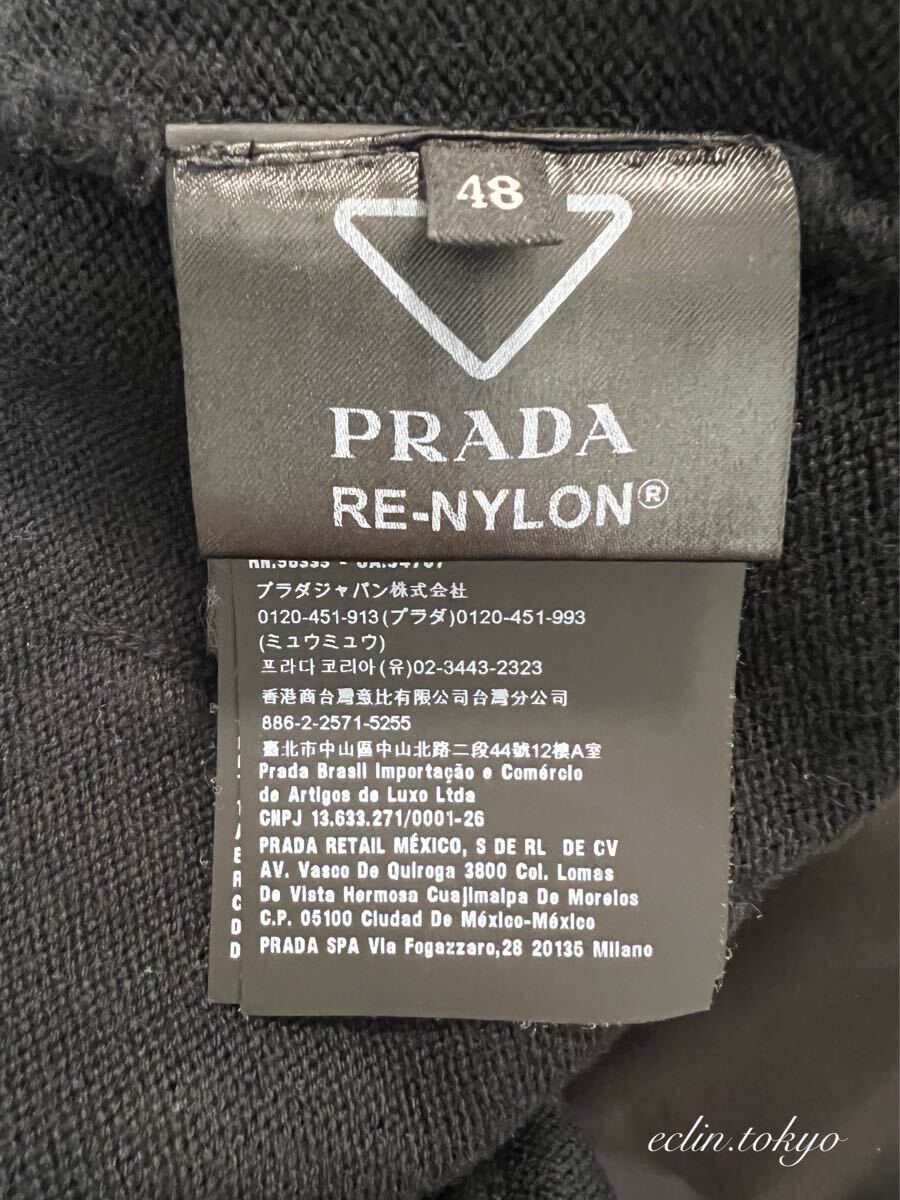 48
PRADA
RE-NYLON®
プラダジャパン株式会社
0120-451-913(プラダ)0120-451-993
(ミュウミュウ)
프라다코리아(유)02-3443-2323
香港商台灣意比有限公司台灣分公司
886-2-2571-5255
臺北市中山區中山北路二段44號12樓A室
Prada Brasil Importação e Comércio
de Artigos de Luxo Ltda
CNPJ 13.633.271/0001-26
PRADA RETAIL MÉXICO, S DE RL DE CV
AV. Vasco De Quiroga 3800 Col. Lomas
De Vista Hermosa Cuajimalpa De Morelos
C.P. 05100 Ciudad De México-México
PRADA SPA Via Fogazzaro,28 20135 Milano
eclin.tokyo